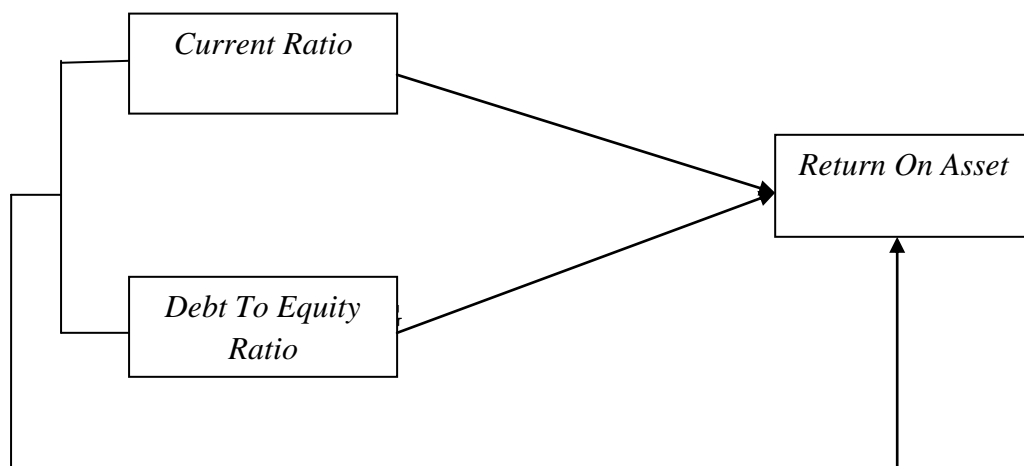 Current Ratio
Return On Asset
Debt To Equity
Ratio